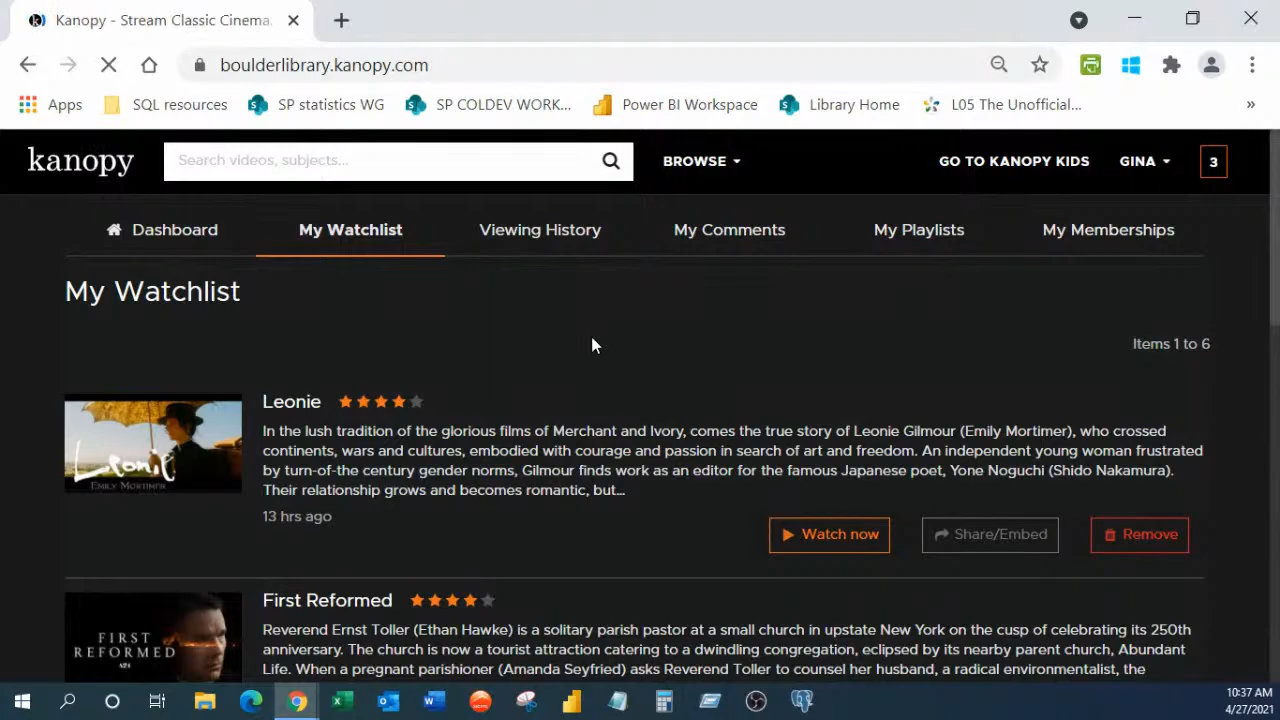 Kanopy - Stream Classic Cinema
boulderlibrary.kanopy.com
Apps SQL resources SP statistics WG SP COLDEV WORK... Power BI Workspace Library Home L05 The Unofficial... »
kanopy Search videos, subjects... BROWSE GO TO KANOPY KIDS GINA 3
Dashboard My Watchlist Viewing History My Comments My Playlists My Memberships
My Watchlist
Items 1 to 6
Leonie
In the lush tradition of the glorious films of Merchant and Ivory, comes the true story of Leonie Gilmour (Emily Mortimer), who crossed
continents, wars and cultures, embodied with courage and passion in search of art and freedom. An independent young woman frustrated
by turn-of-the century gender norms, Gilmour finds work as an editor for the famous Japanese poet, Yone Noguchi (Shido Nakamura).
Their relationship grows and becomes romantic, but...
Leonie
EMILY MORTIMER
13 hrs ago
Watch now Share/Embed Remove
First Reformed
FIRST
REFORMED
Reverend Ernst Toller (Ethan Hawke) is a solitary parish pastor at a small church in upstate New York on the cusp of celebrating its 250th
anniversary. The church is now a tourist attraction catering to a dwindling congregation, eclipsed by its nearby parent church, Abundant
Life. When a pregnant parishioner (Amanda Seyfried) asks Reverend Toller to counsel her husband, a radical environmentalist, the
10:37 AM
4/27/2021